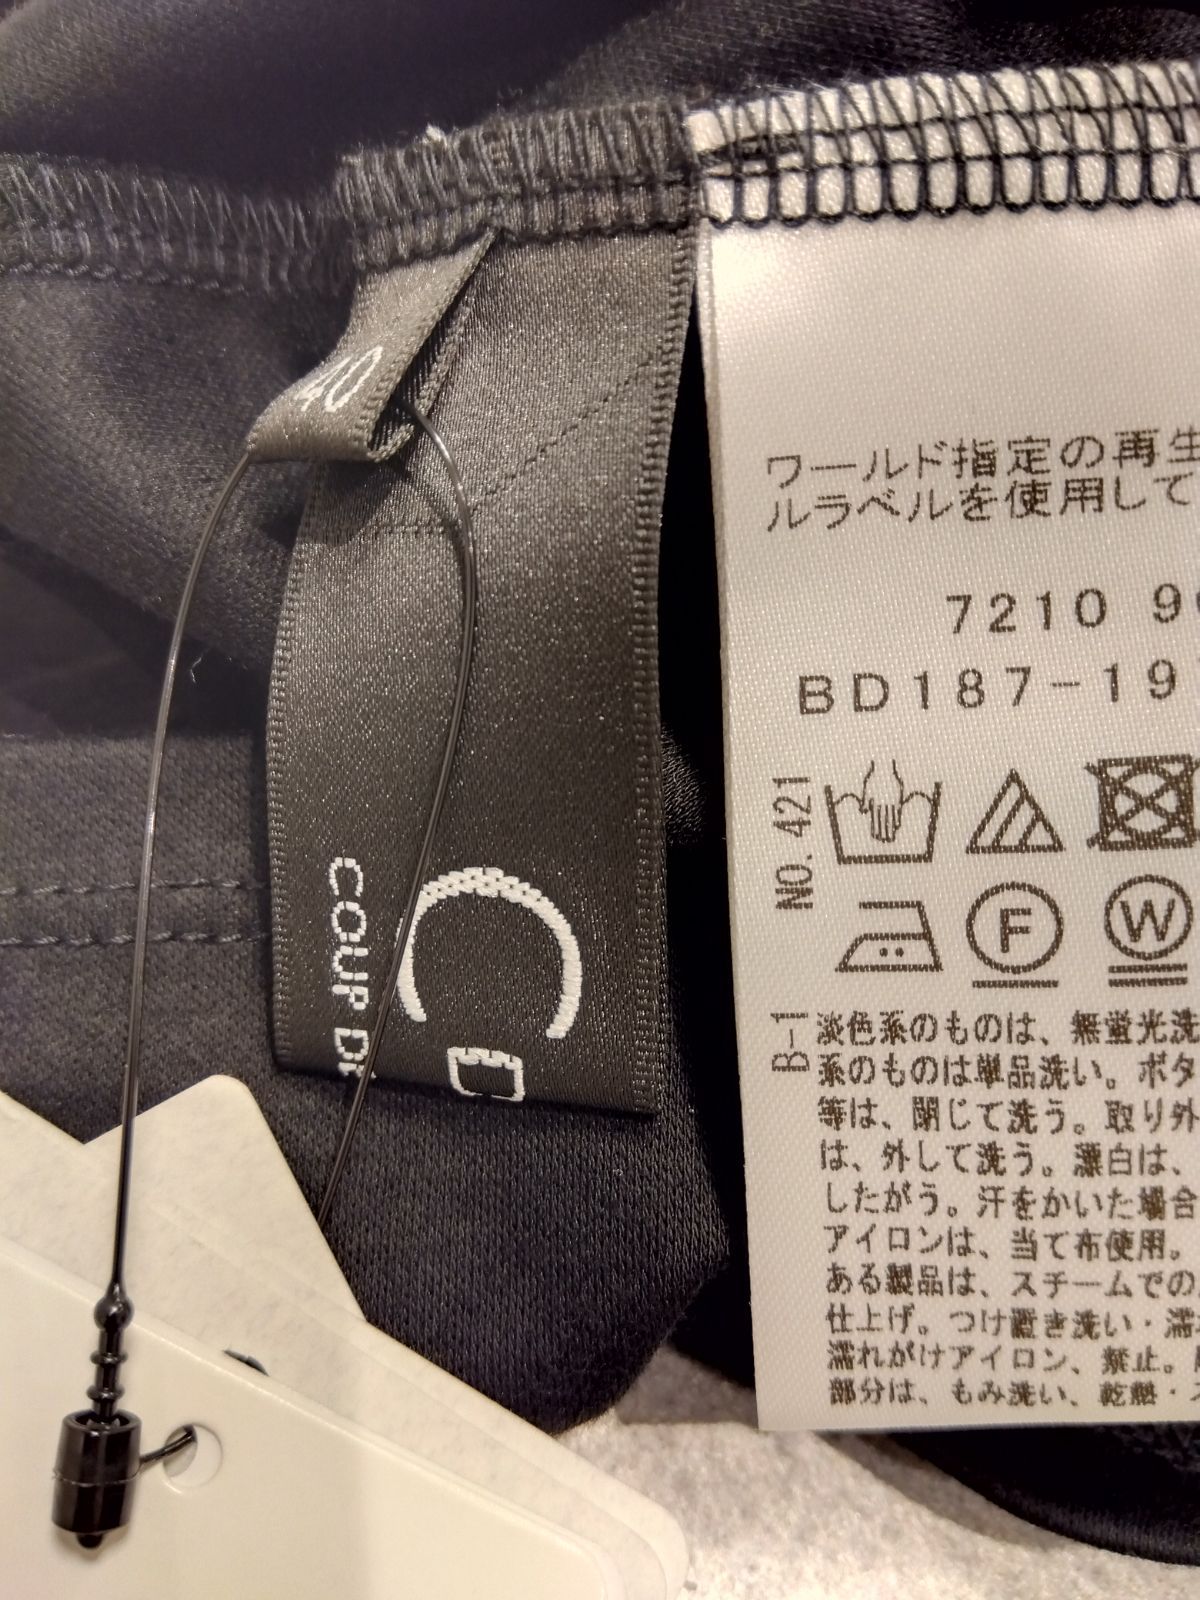 40
COUP DE
C D
ワールド指定の再生
ルラベルを使用して
7210 9
BD187-19
NO. 421
F
W
B-1
淡色系のものは、無蛍光洗
系のものは単品洗い。ボタ
等は、閉じて洗う。取り外
は、外して洗う。漂白は、
したがう。汗をかいた場合
アイロンは、当て布使用。
ある製品は、スチームでの
仕上げ。つけ置き洗い・濡
濡れがけアイロン、禁止。
部分は、もみ洗い、乾熱・